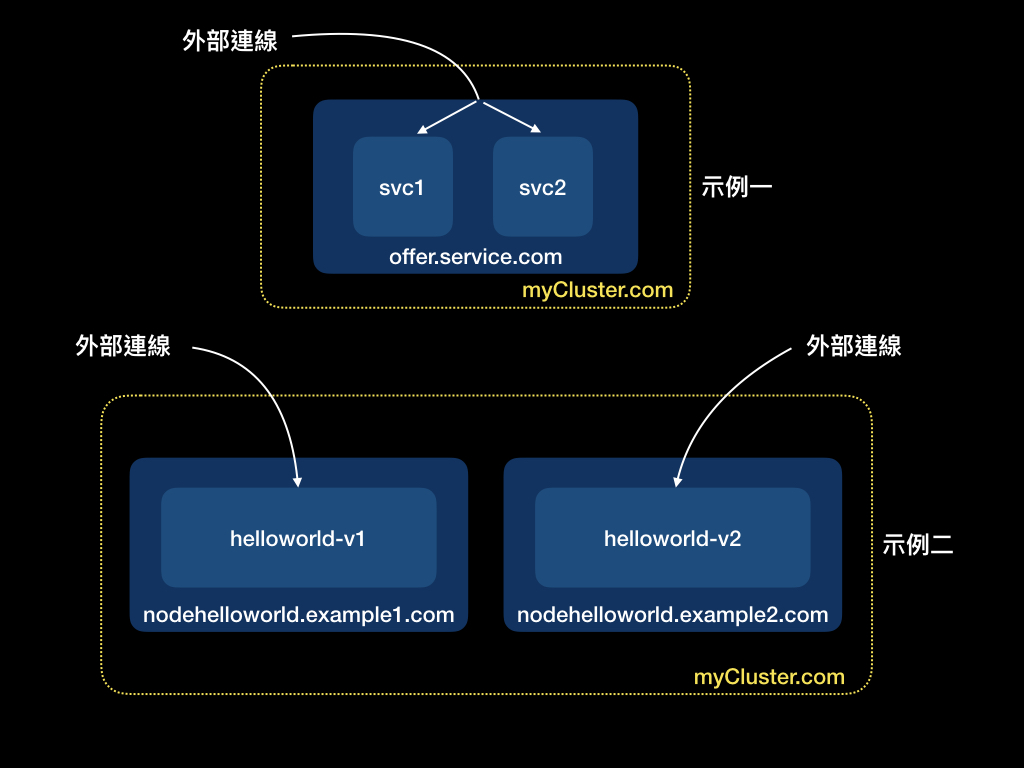 外部連線
svc1
svc2
示例一
offer.service.com
myCluster.com
外部連線
外部連線
helloworld-v1
helloworld-v2
示例二
nodehelloworld.example1.com
nodehelloworld.example2.com
myCluster.com